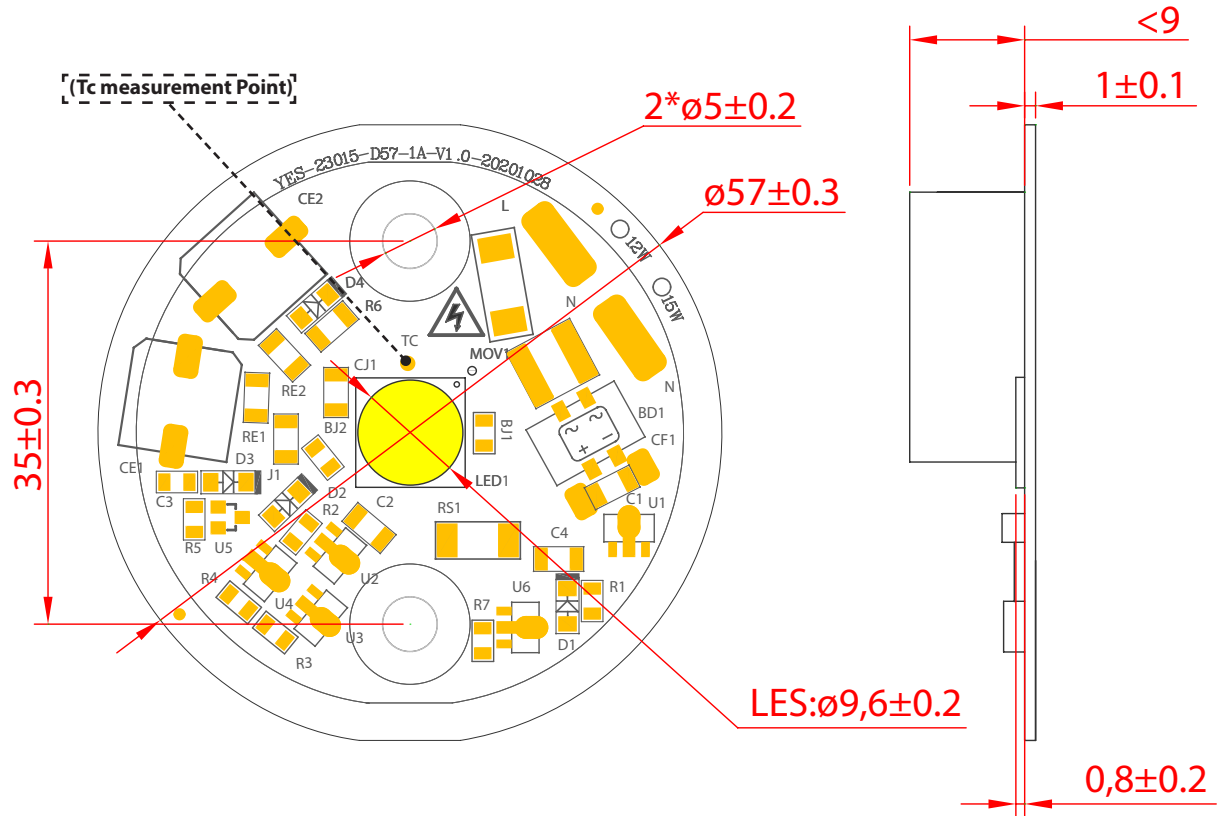 <9
1±0.1
(Tc measurement Point)
2*ø5±0.2
YES-23015-D57-1A-V1.0-20201028
ø57±0.3
CE2
L
12W
15W
N
N
D4
R6
TC
MOV1
CJ1
RE2
BJ2
RE1
BJ1
BD1
CF1
35±0.3
CE1
D3
J1
LED1
C3
D2
R2
C2
RS1
C1
U1
R5
U5
C4
R4
U2
U4
U3
R3
R7
U6
D1
R1
LES:ø9,6±0.2
0,8±0.2
+
−